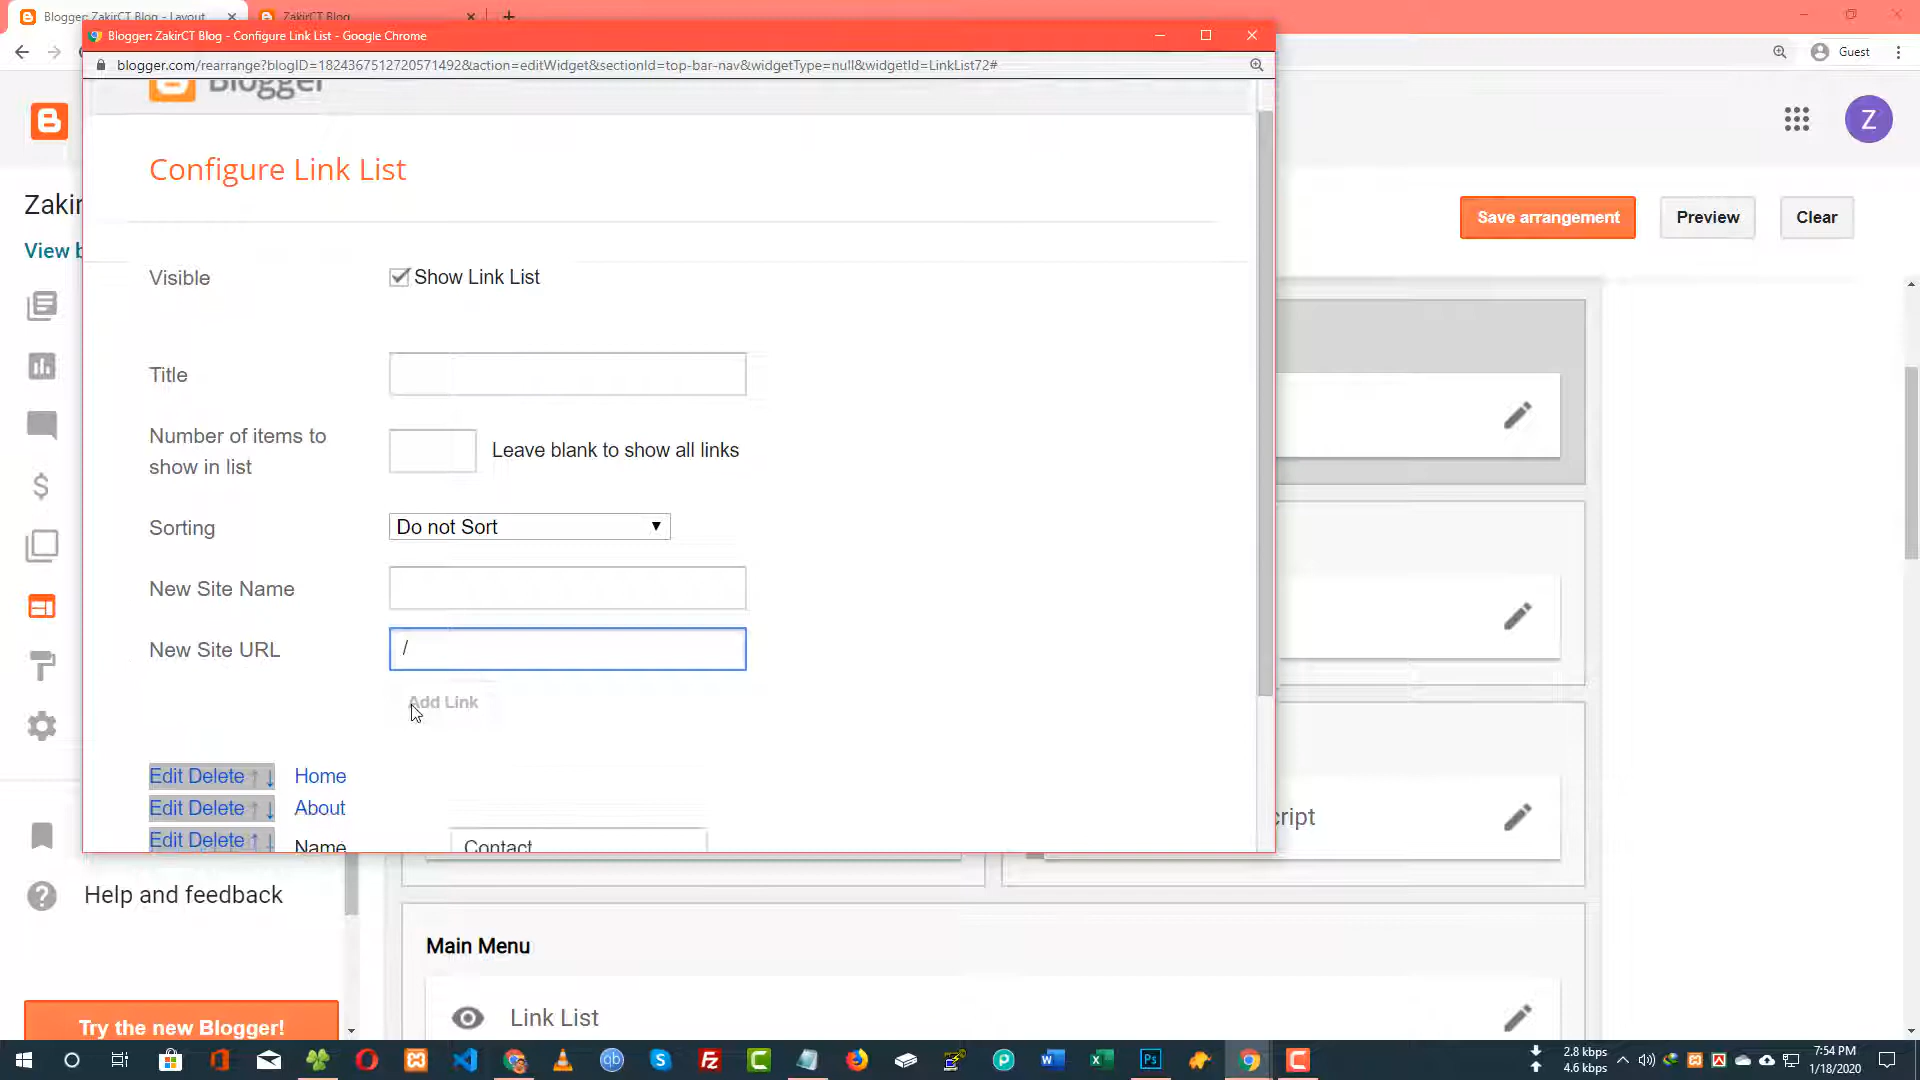 Blogger: ZakirCT Blog - Layout
ZakirCT Blog
Blogger: ZakirCT Blog - Configure Link List - Google Chrome
blogger.com/rearrange?blogID=1824367512720571492&action=editWidget&sectionId=top-bar-nav&widgetType=null&widgetId=LinkList72#
Guest
Blogger
Z
Configure Link List
Zakir
Save arrangement
Preview
Clear
View b
Visible
Show Link List
Title
Number of items to
show in list
Leave blank to show all links
Sorting
Do not Sort
New Site Name
New Site URL
/
Add Link
Edit Delete ↑ ↓ Home
Edit Delete ↑ ↓ About
Edit Delete ↑ ↓ Name
Contact
cript
Help and feedback
Main Menu
Link List
Try the new Blogger!
2.8 kbps
4.6 kbps
7:54 PM
1/18/2020